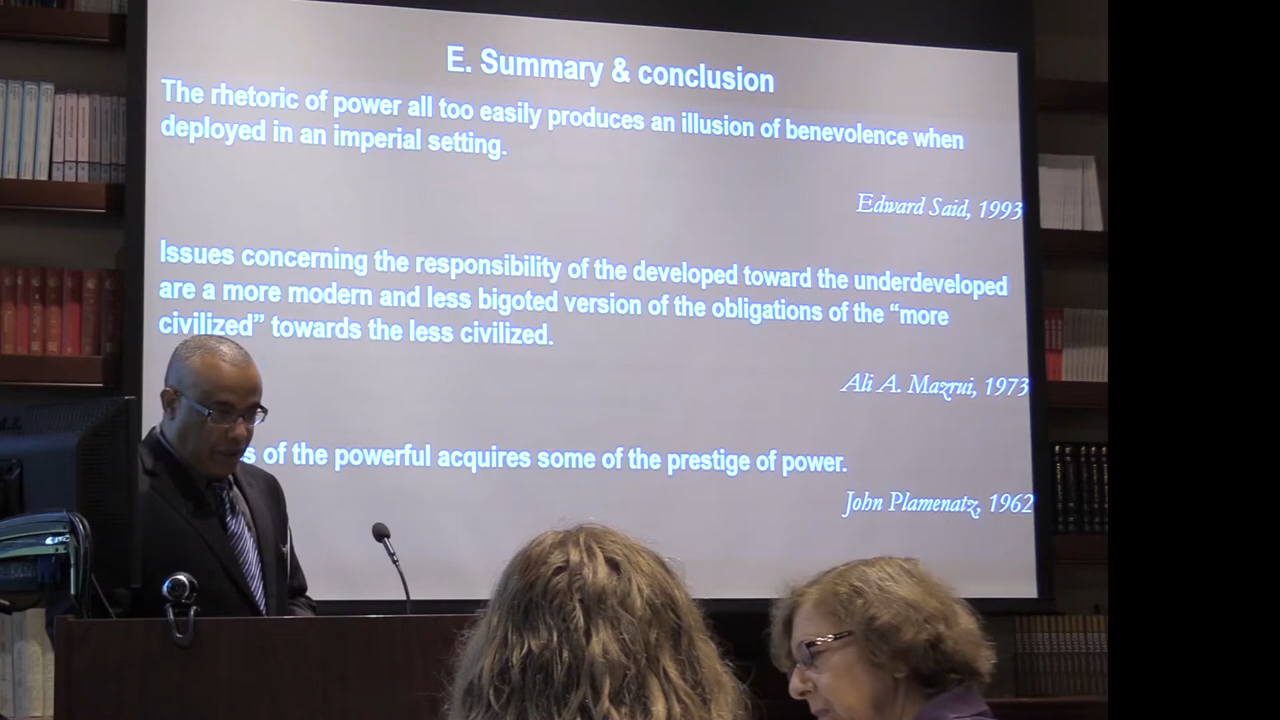 E. Summary & conclusion
The rhetoric of power all too easily produces an illusion of benevolence when
deployed in an imperial setting.
Edward Said, 1993
Issues concerning the responsibility of the developed toward the underdeveloped
are a more modern and less bigoted version of the obligations of the “more
civilized” towards the less civilized.
Ali A. Mazrui, 1973
of the powerful acquires some of the prestige of power.
John Plamenatz, 1962